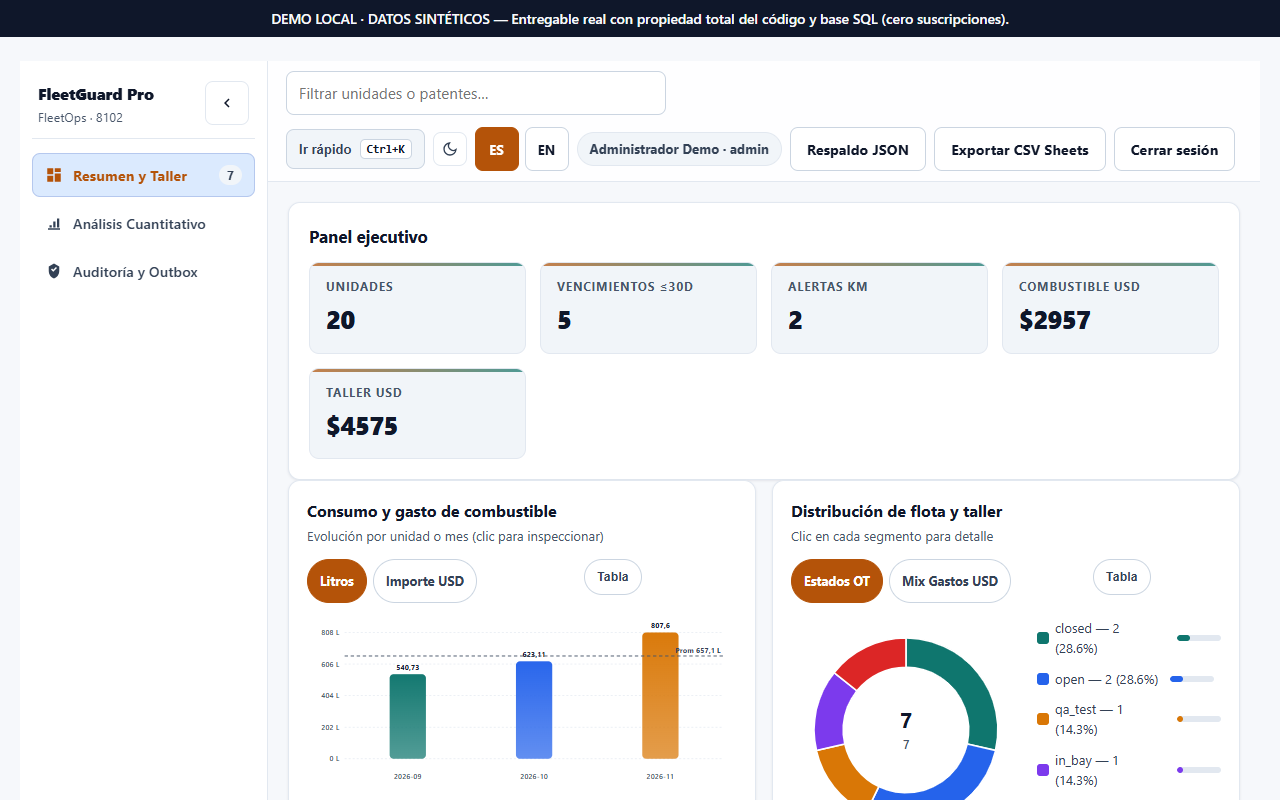 DEMO LOCAL · DATOS SINTÉTICOS — Entregable real con propiedad total del código y base SQL (cero suscripciones).
FleetGuard Pro
FleetOps · 8102
Resumen y Taller 7
Análisis Cuantitativo
Auditoría y Outbox
Filtrar unidades o patentes...
Ir rápido Ctrl+K ES EN Administrador Demo · admin Respaldo JSON Exportar CSV Sheets Cerrar sesión
Panel ejecutivo
UNIDADES
20
VENCIMIENTOS ≤30D
5
ALERTAS KM
2
COMBUSTIBLE USD
$2957
TALLER USD
$4575
Consumo y gasto de combustible
Evolución por unidad o mes (clic para inspeccionar)
Litros Importe USD Tabla
808 L
606 L
404 L
202 L
0 L
540,73
623,11
807,6
Prom 657,1 L
2026-09 2026-10 2026-11
Distribución de flota y taller
Clic en cada segmento para detalle
Estados OT Mix Gastos USD Tabla
7
7
closed — 2
(28.6%)
open — 2 (28.6%)
qa_test — 1
(14.3%)
in_bay — 1
(14.3%)